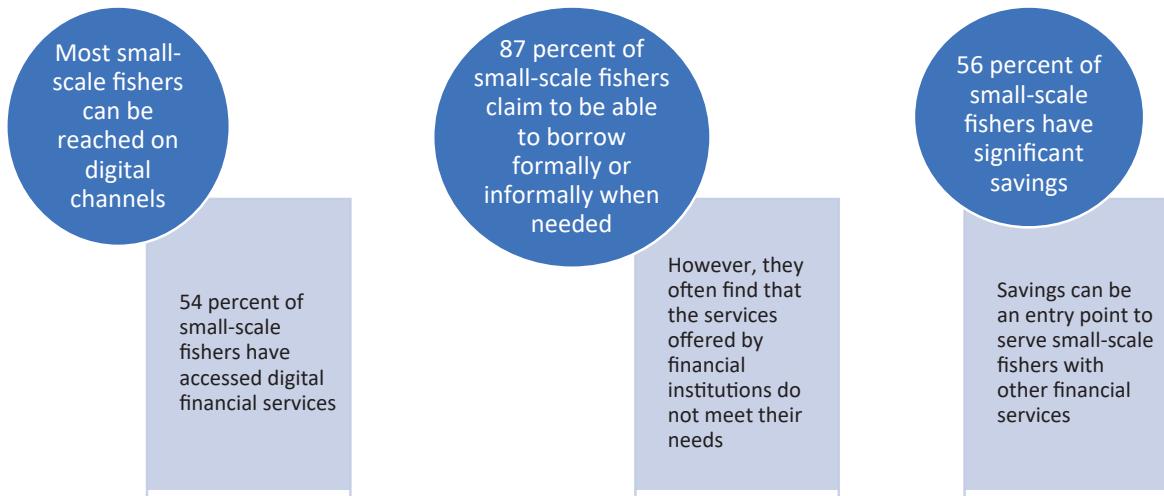 Most small-
scale fishers
can be
reached on
digital
channels
54 percent of
small-scale
fishers have
accessed digital
financial services
87 percent of
small-scale fishers
claim to be able
to borrow
formally or
informally when
needed
However, they
often find that
the services
offered by
financial
institutions do
not meet their
needs
56 percent of
small-scale
fishers have
significant
savings
Savings can be
an entry point to
serve small-scale
fishers with
other financial
services